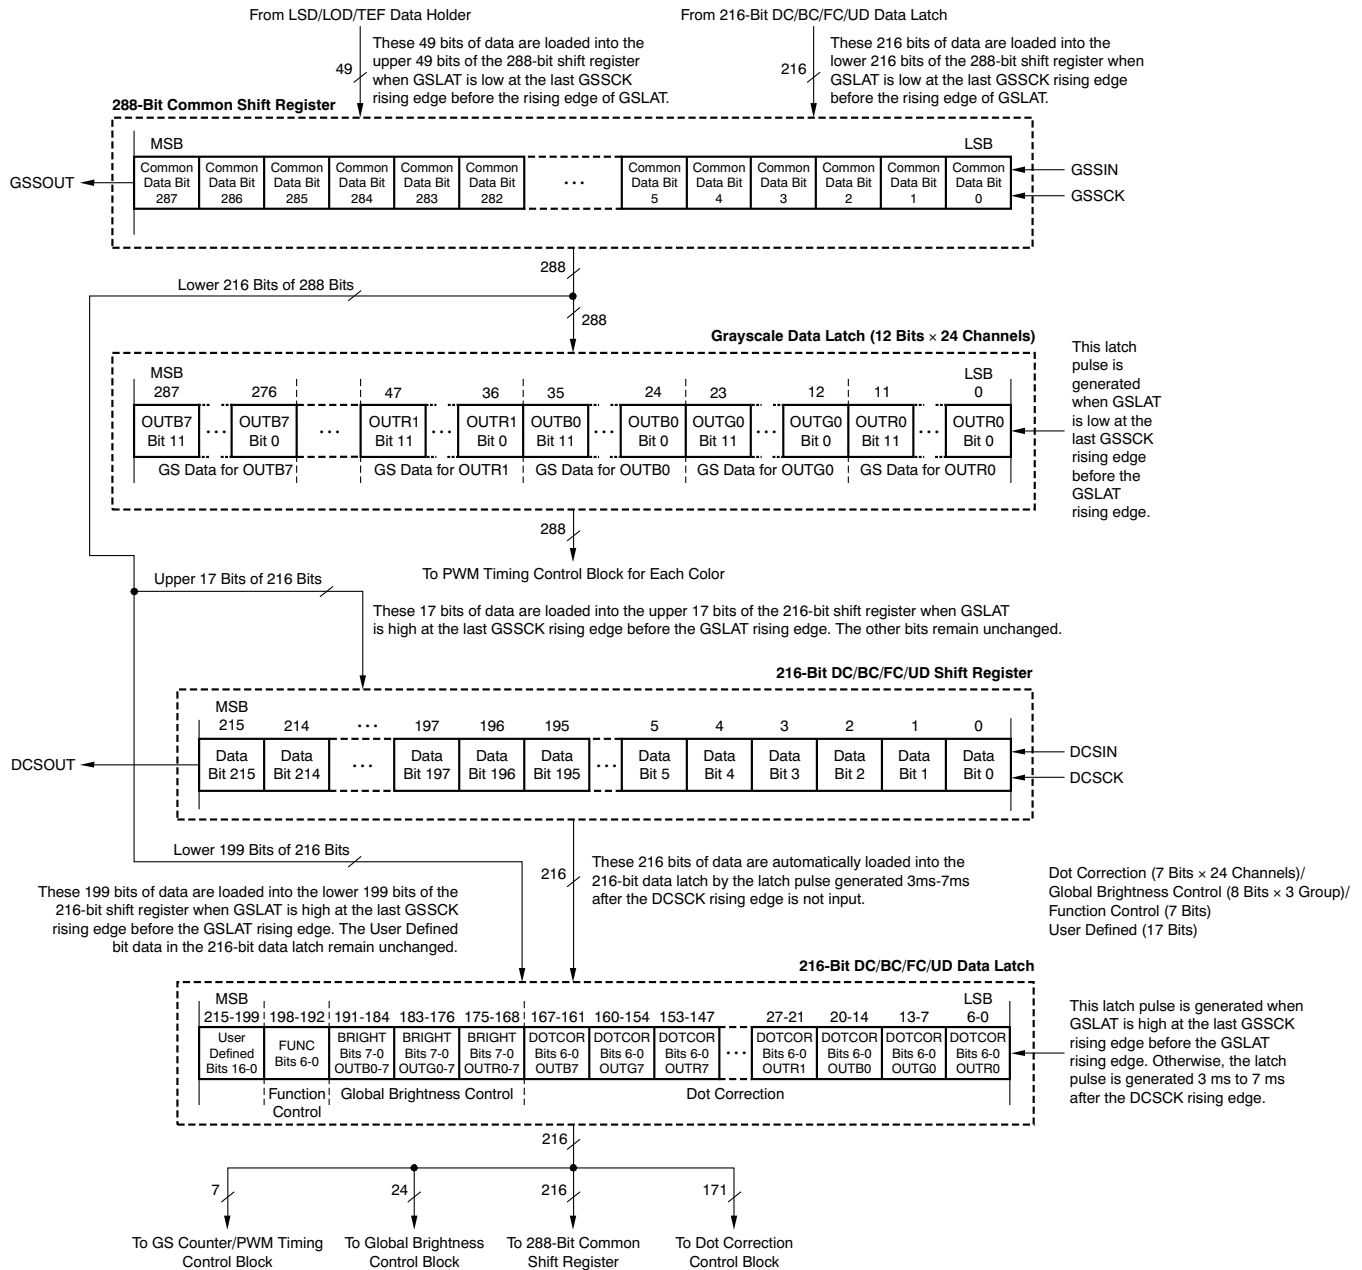 From LSD/LOD/TEF Data Holder
From 216-Bit DC/BC/FC/UD Data Latch
These 49 bits of data are loaded into the
upper 49 bits of the 288-bit shift register
when GSLAT is low at the last GSSCK
rising edge before the rising edge of GSLAT.
49
These 216 bits of data are loaded into the
lower 216 bits of the 288-bit shift register when
GSLAT is low at the last GSSCK rising edge
before the rising edge of GSLAT.
216
288-Bit Common Shift Register
MSB LSB
GSSOUT
Common Data Bit 287
Common Data Bit 286
Common Data Bit 285
Common Data Bit 284
Common Data Bit 283
Common Data Bit 282
...
Common Data Bit 5
Common Data Bit 4
Common Data Bit 3
Common Data Bit 2
Common Data Bit 1
Common Data Bit 0
GSSIN
GSSCK
288
Lower 216 Bits of 288 Bits
288
Grayscale Data Latch (12 Bits × 24 Channels)
MSB LSB
287 276 47 36 35 24 23 12 11 0
OUTB7 Bit 11
...
OUTB7 Bit 0
...
OUTR1 Bit 11
...
OUTR1 Bit 0
OUTB0 Bit 11
...
OUTB0 Bit 0
OUTG0 Bit 11
...
OUTG0 Bit 0
OUTR0 Bit 11
...
OUTR0 Bit 0
GS Data for OUTB7
GS Data for OUTR1
GS Data for OUTB0
GS Data for OUTG0
GS Data for OUTR0
This latch
pulse is
generated
when GSLAT
is low at the
last GSSCK
rising edge
before the
GSLAT
rising edge.
288
To PWM Timing Control Block for Each Color
Upper 17 Bits of 216 Bits
These 17 bits of data are loaded into the upper 17 bits of the 216-bit shift register when GSLAT
is high at the last GSSCK rising edge before the GSLAT rising edge. The other bits remain unchanged.
216-Bit DC/BC/FC/UD Shift Register
MSB
215 214 ... 197 196 195 5 4 3 2 1 0
DCSOUT
Data Bit 215
Data Bit 214
...
Data Bit 197
Data Bit 196
Data Bit 195
...
Data Bit 5
Data Bit 4
Data Bit 3
Data Bit 2
Data Bit 1
Data Bit 0
DCSIN
DCSCK
Lower 199 Bits of 216 Bits
These 199 bits of data are loaded into the lower 199 bits of the
216-bit shift register when GSLAT is high at the last GSSCK
rising edge before the GSLAT rising edge. The User Defined
bit data in the 216-bit data latch remain unchanged.
216
These 216 bits of data are automatically loaded into the
216-bit data latch by the latch pulse generated 3ms-7ms
after the DCSCK rising edge is not input.
Dot Correction (7 Bits × 24 Channels)/
Global Brightness Control (8 Bits × 3 Group)/
Function Control (7 Bits)
User Defined (17 Bits)
216-Bit DC/BC/FC/UD Data Latch
MSB LSB
215-199 198-192 191-184 183-176 175-168 167-161 160-154 153-147 27-21 20-14 13-7 6-0
User Defined Bits 16-0
FUNC Bits 6-0
BRIGHT Bits 7-0 OUTB0-7
BRIGHT Bits 7-0 OUTG0-7
BRIGHT Bits 7-0 OUTR0-7
DOTCOR Bits 6-0 OUTB7
DOTCOR Bits 6-0 OUTG7
DOTCOR Bits 6-0 OUTR7
...
DOTCOR Bits 6-0 OUTR1
DOTCOR Bits 6-0 OUTB0
DOTCOR Bits 6-0 OUTG0
DOTCOR Bits 6-0 OUTR0
Function
Control
Global Brightness Control
Dot Correction
This latch pulse is generated when
GSLAT is high at the last GSSCK
rising edge before the GSLAT
rising edge. Otherwise, the latch
pulse is generated 3 ms to 7 ms
after the DCSCK rising edge.
216
7 24 216 171
To GS Counter/PWM Timing
Control Block
To Global Brightness
Control Block
To 288-Bit Common
Shift Register
To Dot Correction
Control Block